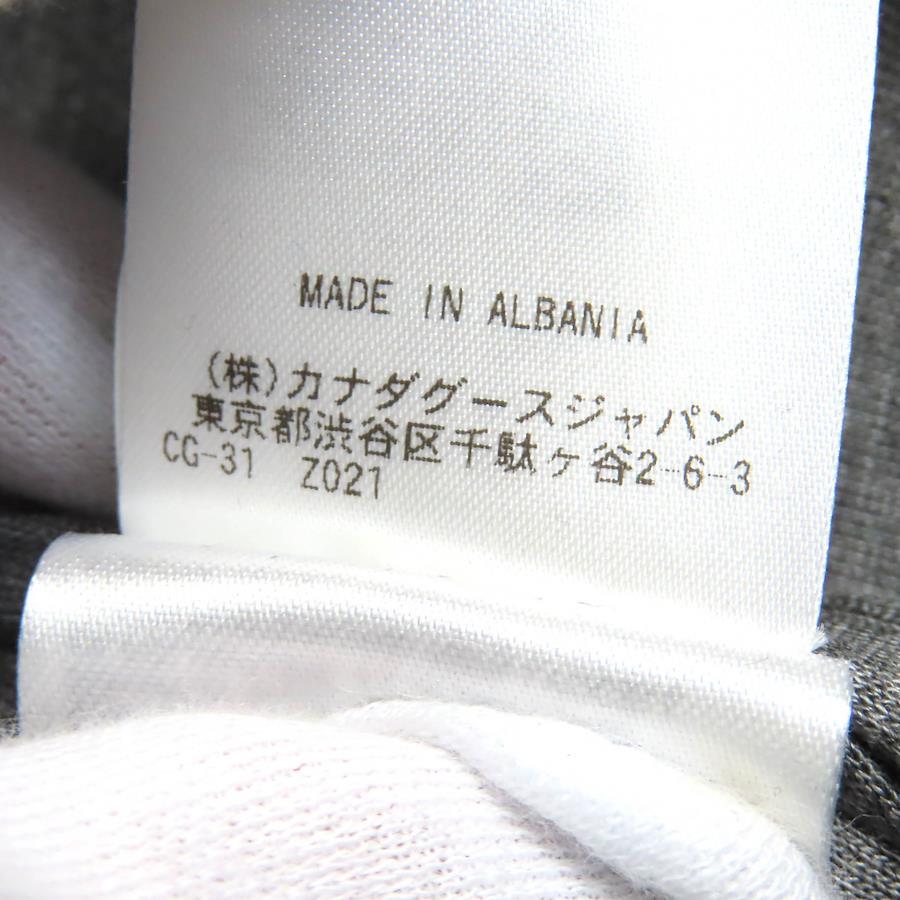 MADE IN ALBANIA
(株)カナダグースジャパン
東京都渋谷区千駄ヶ谷2-6-3
CG-31 Z021